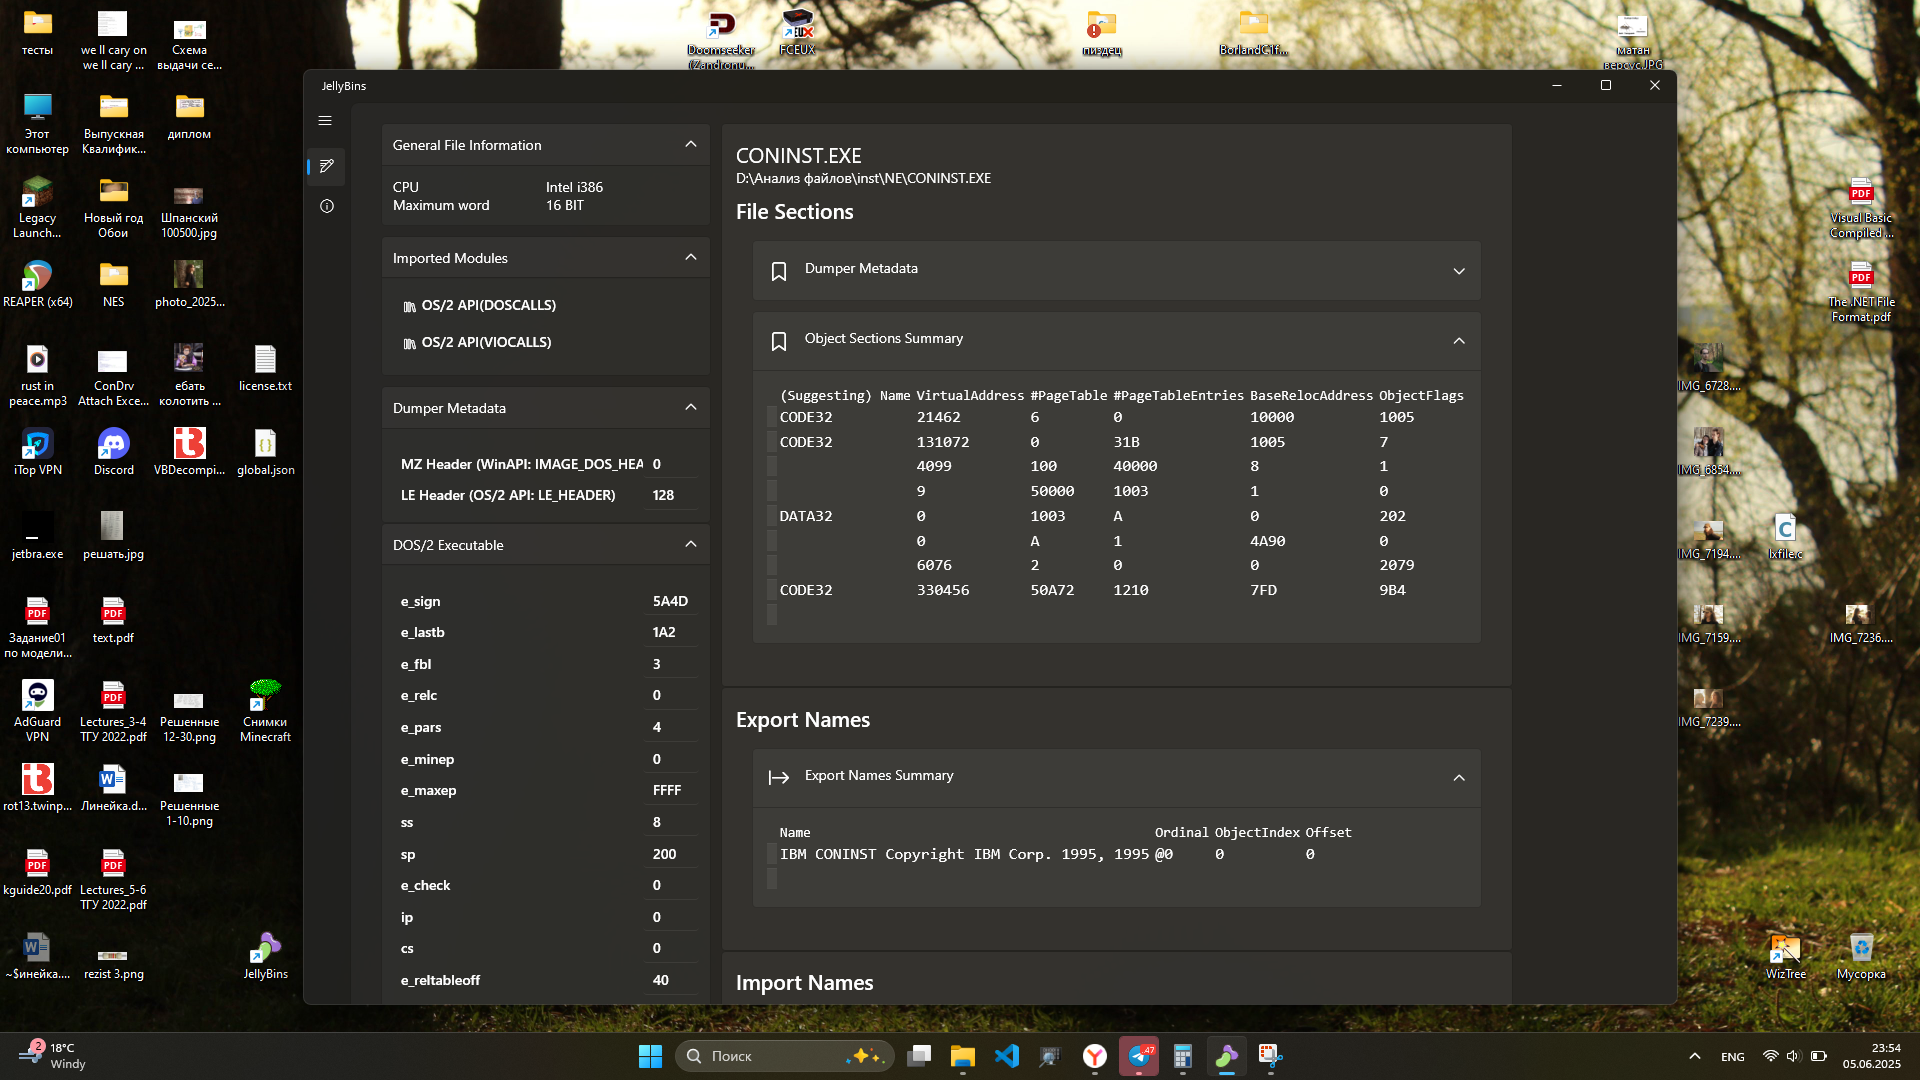 тесты
we ll cary on
we ll cary ...
Схема
выдачи се...
Doomseeker
(Zandronu...
FCEUX
пиздец
BorlandC1f...
матан
версус.JPG
Этот
компьютер
Выпускная
Квалифик...
диплом
Legacy
Launch...
Новый год
Обои
Шпанский
100500.jpg
REAPER (x64)
NES
photo_2025...
rust in
peace.mp3
ConDrv
Attach Exce...
ебать
колотить ...
license.txt
iTop VPN
Discord
VBDecompi...
global.json
jetbra.exe
решать.jpg
Задание01
по модели...
text.pdf
AdGuard
VPN
Lectures_3-4
ТГУ 2022.pdf
Решенные
12-30.png
Снимки
Minecraft
rot13.twinp...
Линейка.d...
Решенные
1-10.png
kguide20.pdf
Lectures_5-6
ТГУ 2022.pdf
~$инейка....
rezist 3.png
JellyBins
JellyBins
General File Information
CPU Intel i386
Maximum word 16 BIT
Imported Modules
OS/2 API(DOSCALLS)
OS/2 API(VIOCALLS)
Dumper Metadata
MZ Header (WinAPI: IMAGE_DOS_HEA 0
LE Header (OS/2 API: LE_HEADER) 128
DOS/2 Executable
e_sign 5A4D
e_lastb 1A2
e_fbl 3
e_relc 0
e_pars 4
e_minep 0
e_maxep FFFF
ss 8
sp 200
e_check 0
ip 0
cs 0
e_reltableoff 40
CONINST.EXE
D:\Анализ файлов\inst\NE\CONINST.EXE
File Sections
Dumper Metadata
Object Sections Summary
(Suggesting) Name VirtualAddress #PageTable #PageTableEntries BaseRelocAddress ObjectFlags
CODE32 21462 6 0 10000 1005
CODE32 131072 0 31B 1005 7
4099 100 40000 8 1
9 50000 1003 1 0
DATA32 0 1003 A 0 202
0 A 1 4A90 0
6076 2 0 0 2079
CODE32 330456 50A72 1210 7FD 9B4
Export Names
Export Names Summary
Name Ordinal ObjectIndex Offset
IBM CONINST Copyright IBM Corp. 1995, 1995 @0 0 0
Import Names
Visual Basic
Compiled ...
The .NET File
Format.pdf
IMG_6728....
IMG_6854....
IMG_7194....
lxfile.c
IMG_7159....
IMG_7236....
IMG_7239....
WizTree
Мусорка
2
18°C
Windy
Поиск
47
ENG
23:54
05.06.2025